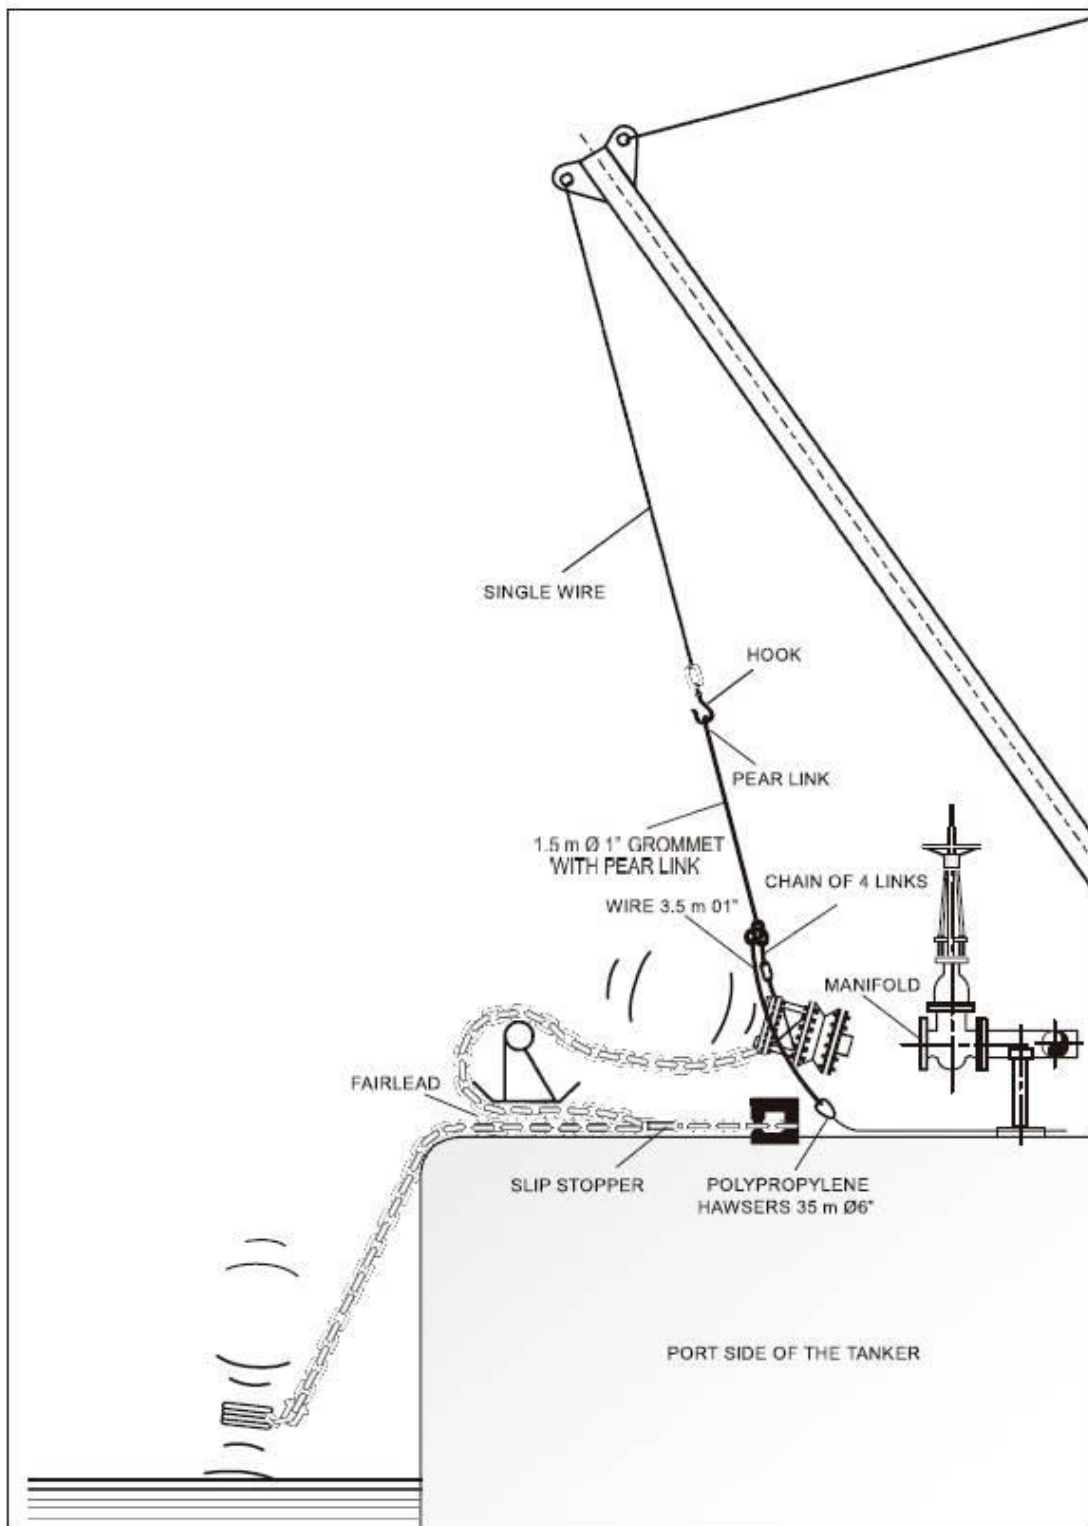 SINGLE WIRE
HOOK
PEAR LINK
1.5 m Ø 1" GROMMET
WITH PEAR LINK
CHAIN OF 4 LINKS
WIRE 3.5 m 01"
MANIFOLD
FAIRLEAD
SLIP STOPPER
POLYPROPYLENE
HAWSERS 35 m Ø6"
PORT SIDE OF THE TANKER